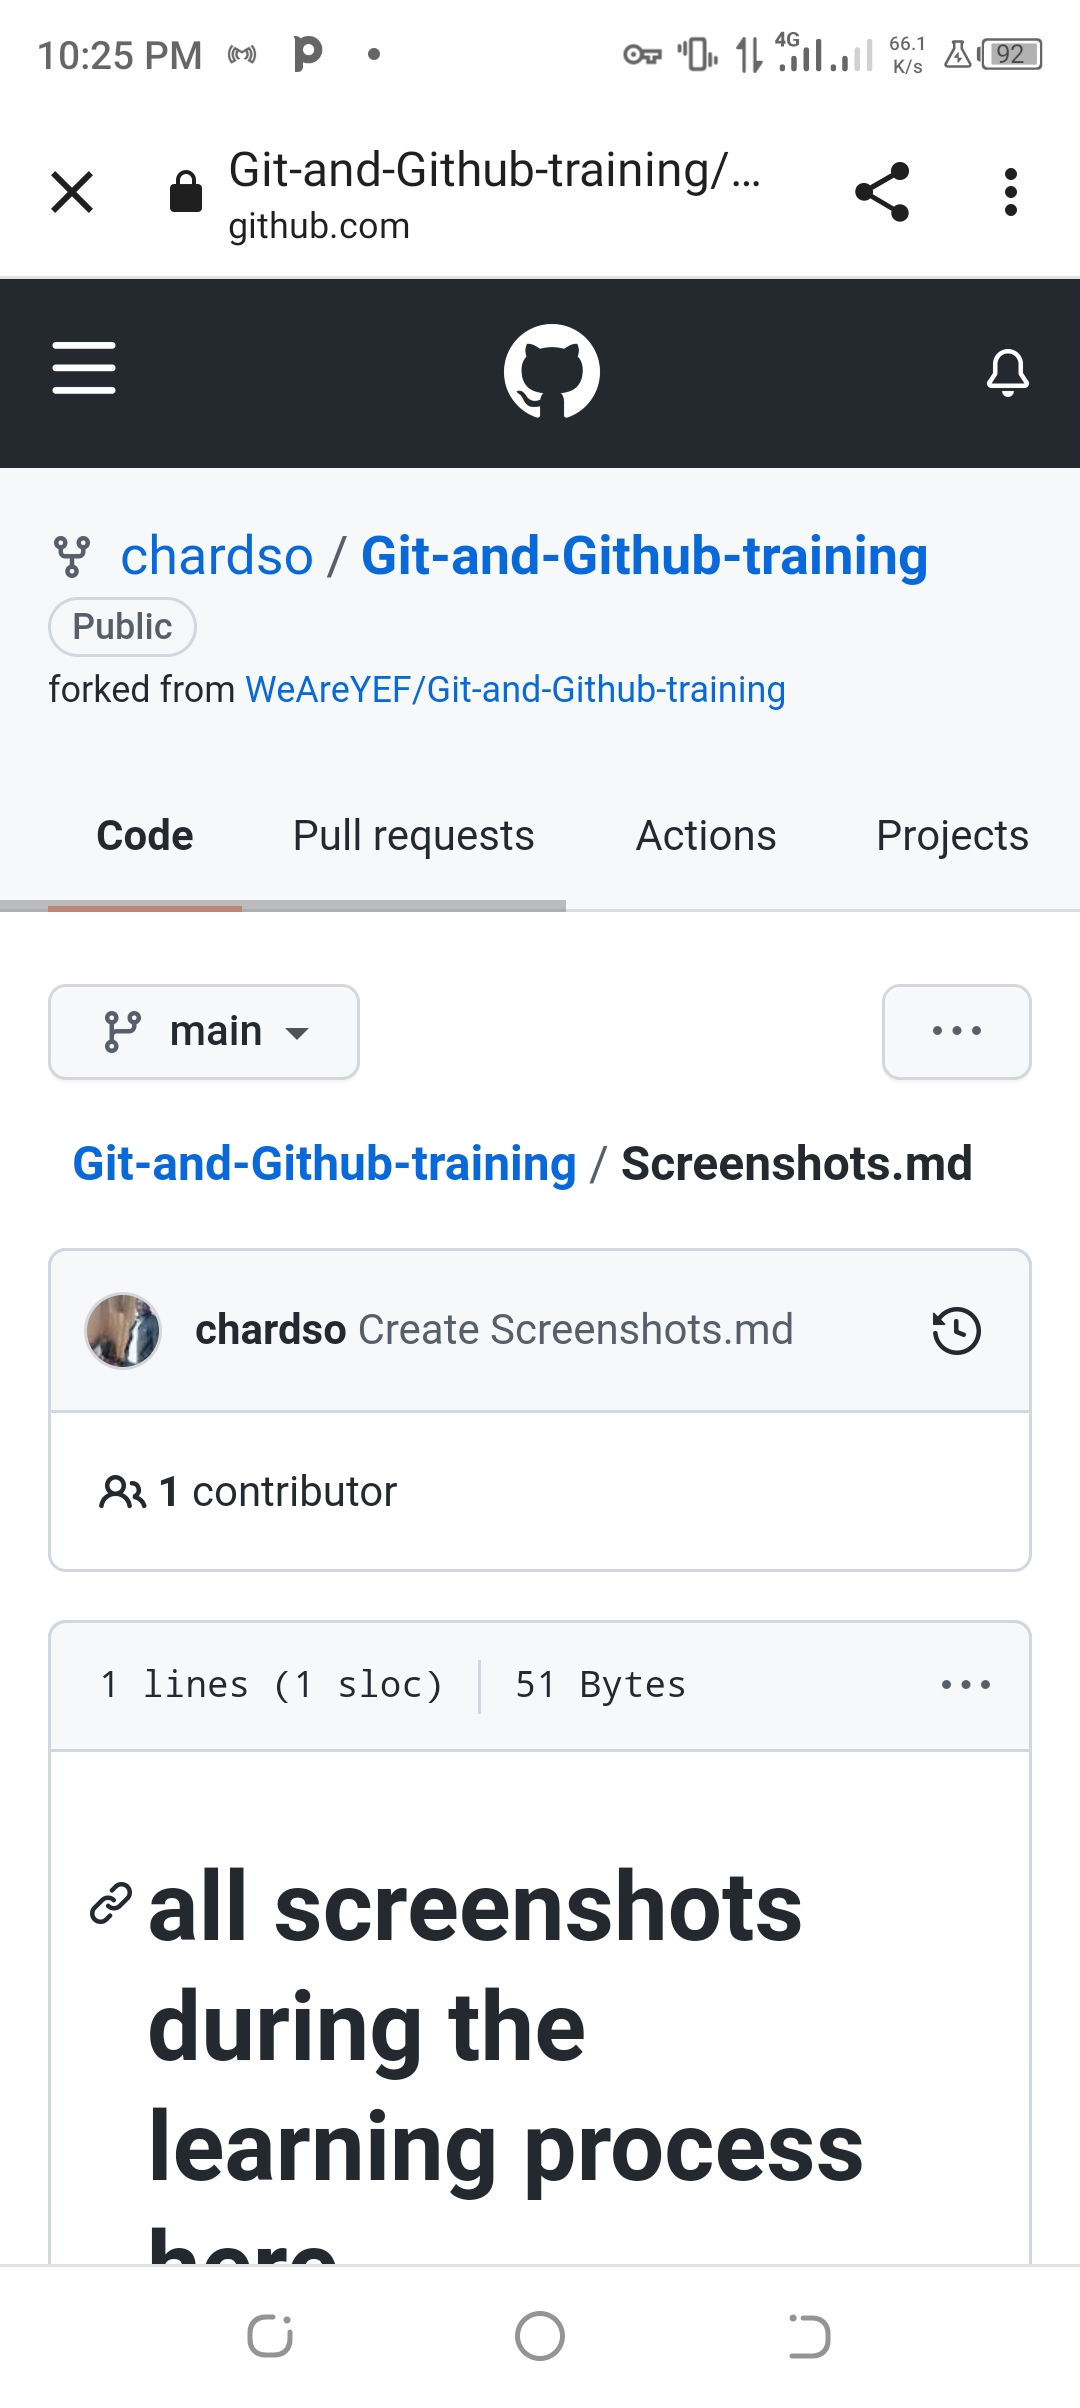 10:25 PM
4G
66.1
K/s
92
Git-and-Github-training/...
github.com
chardso / Git-and-Github-training
Public
forked from WeAreYEF/Git-and-Github-training
Code Pull requests Actions Projects
main
Git-and-Github-training / Screenshots.md
chardso Create Screenshots.md
1 contributor
1 lines (1 sloc) 51 Bytes
all screenshots
during the
learning process
here